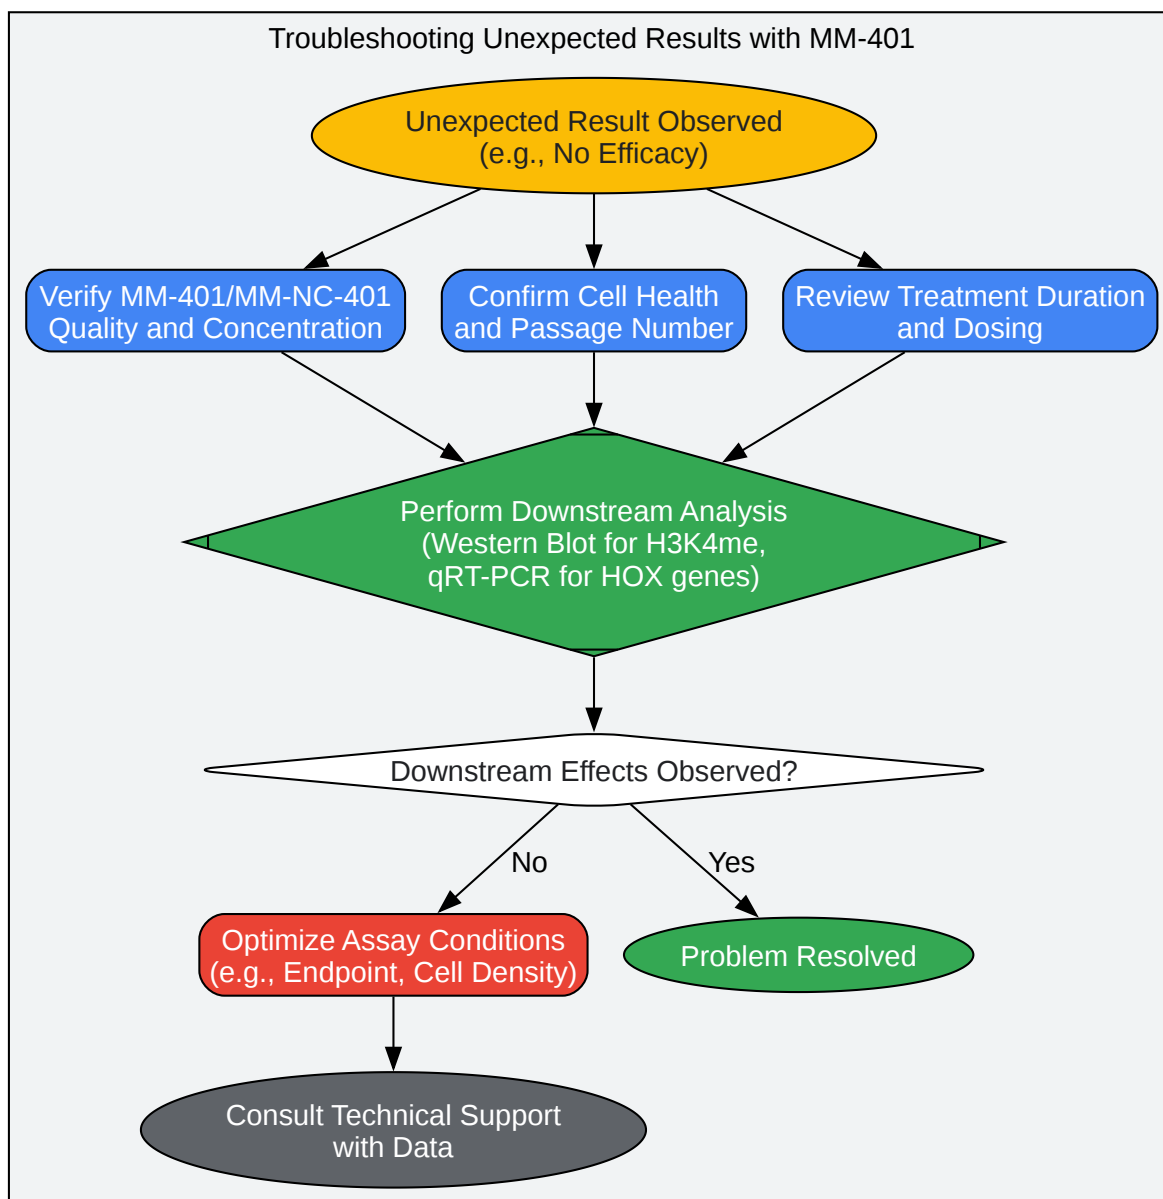 Troubleshooting Unexpected Results with MM-401
Unexpected Result Observed
(e.g., No Efficacy)
Verify MM-401/MM-NC-401
Quality and Concentration
Confirm Cell Health
and Passage Number
Review Treatment Duration
and Dosing
Perform Downstream Analysis
(Western Blot for H3K4me,
qRT-PCR for HOX genes)
Downstream Effects Observed?
No
Yes
Optimize Assay Conditions
(e.g., Endpoint, Cell Density)
Problem Resolved
Consult Technical Support
with Data